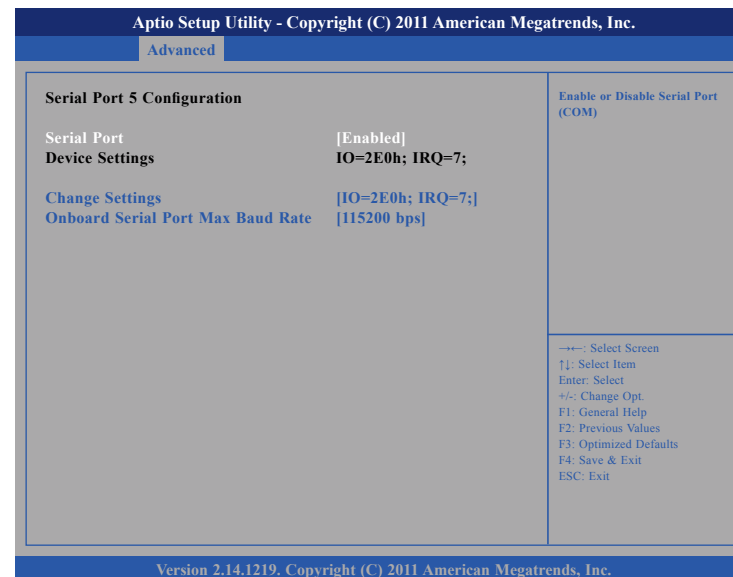 Aptio Setup Utility - Copyright (C) 2011 American Megatrends, Inc.
Advanced
Serial Port 5 Configuration
Serial Port [Enabled]
Device Settings IO=2E0h; IRQ=7;
Change Settings [IO=2E0h; IRQ=7;]
Onboard Serial Port Max Baud Rate [115200 bps]
Enable or Disable Serial Port
(COM)
→←: Select Screen
↑↓: Select Item
Enter: Select
+/-: Change Opt.
F1: General Help
F2: Previous Values
F3: Optimized Defaults
F4: Save & Exit
ESC: Exit
Version 2.14.1219. Copyright (C) 2011 American Megatrends, Inc.